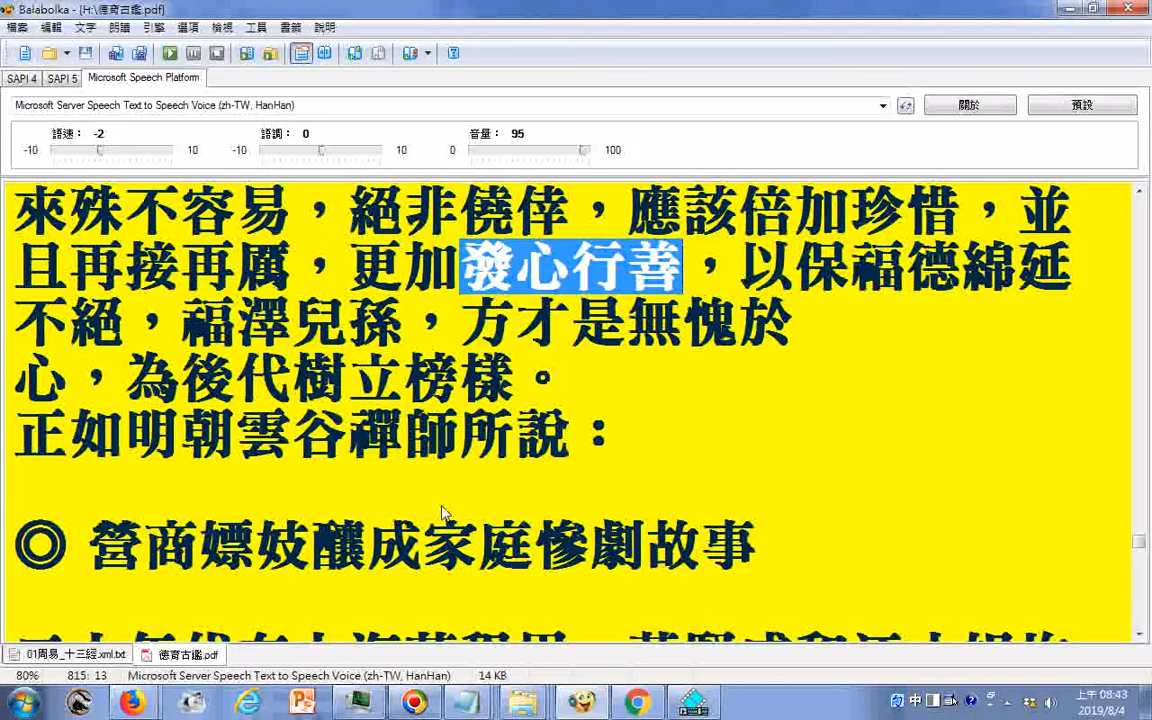 Balabolka - [H:\德育古鑑.pdf]
檔案 編輯 文字 朗讀 引擎 選項 檢視 工具 書籤 說明
SAPI 4 SAPI 5 Microsoft Speech Platform
Microsoft Server Speech Text to Speech Voice (zh-TW, HanHan) 關於 預設
語速： -2 語調： 0 音量： 95
-10 10 -10 10 0 100
來殊不容易，絕非僥倖，應該倍加珍惜，並
且再接再厲，更加發心行善，以保福德綿延
不絕，福澤兒孫，方才是無愧於
心，為後代樹立榜樣。
正如明朝雲谷禪師所說：
◎ 營商嫖妓釀成家庭慘劇故事
01周易_十三經.xml.txt 德育古鑑.pdf
80% 815: 13 Microsoft Server Speech Text to Speech Voice (zh-TW, HanHan) 14 KB
中 上午 08:43
2019/8/4